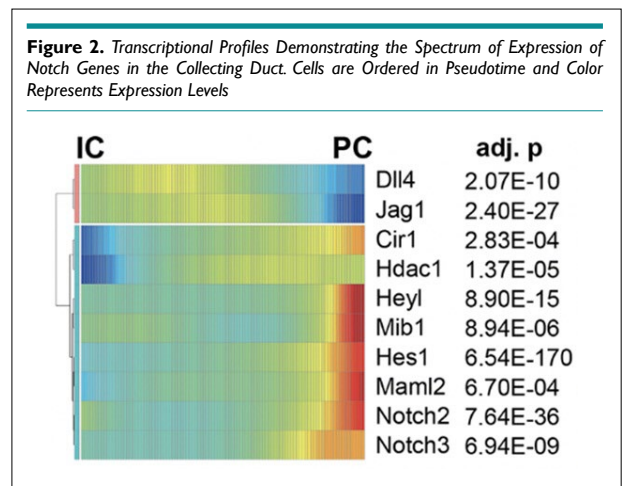 Figure 2. Transcriptional Profiles Demonstrating the Spectrum of Expression of
Notch Genes in the Collecting Duct. Cells are Ordered in Pseudotime and Color
Represents Expression Levels
IC PC adj. p
Dll4 2.07E-10
Jag1 2.40E-27
Cir1 2.83E-04
Hdac1 1.37E-05
Heyl 8.90E-15
Mib1 8.94E-06
Hes1 6.54E-170
Maml2 6.70E-04
Notch2 7.64E-36
Notch3 6.94E-09